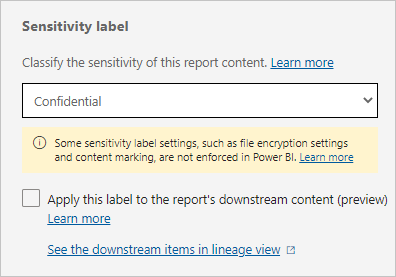 Sensitivity label
Classify the sensitivity of this report content. Learn more
Confidential
Some sensitivity label settings, such as file encryption settings
and content marking, are not enforced in Power BI. Learn more
Apply this label to the report's downstream content (preview)
Learn more
See the downstream items in lineage view